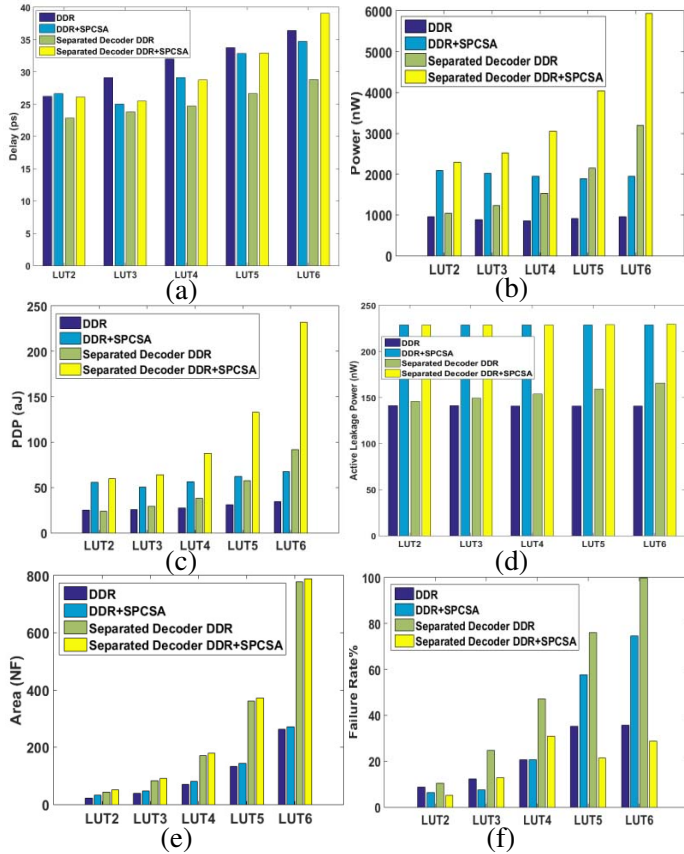 40
35
30
25
20
15
10
5
0
Delay (ps)
DDR
DDR+SPCSA
Separated Decoder DDR
Separated Decoder DDR+SPCSA
LUT2 LUT3 LUT4 LUT5 LUT6
(a)
6000
5000
4000
3000
2000
1000
0
Power (nW)
DDR
DDR+SPCSA
Separated Decoder DDR
Separated Decoder DDR+SPCSA
LUT2 LUT3 LUT4 LUT5 LUT6
(b)
250
200
150
100
50
0
PDP (aJ)
DDR
DDR+SPCSA
Separated Decoder DDR
Separated Decoder DDR+SPCSA
LUT2 LUT3 LUT4 LUT5 LUT6
(c)
250
200
150
100
50
0
Active Leakage Power (nW)
DDR
DDR+SPCSA
Separated Decoder DDR
Separated Decoder DDR+SPCSA
LUT2 LUT3 LUT4 LUT5 LUT6
(d)
800
600
400
200
0
Area (NF)
DDR
DDR+SPCSA
Separated Decoder DDR
Separated Decoder DDR+SPCSA
LUT2 LUT3 LUT4 LUT5 LUT6
(e)
100
80
60
40
20
0
Failure Rate%
DDR
DDR+SPCSA
Separated Decoder DDR
Separated Decoder DDR+SPCSA
LUT2 LUT3 LUT4 LUT5 LUT6
(f)